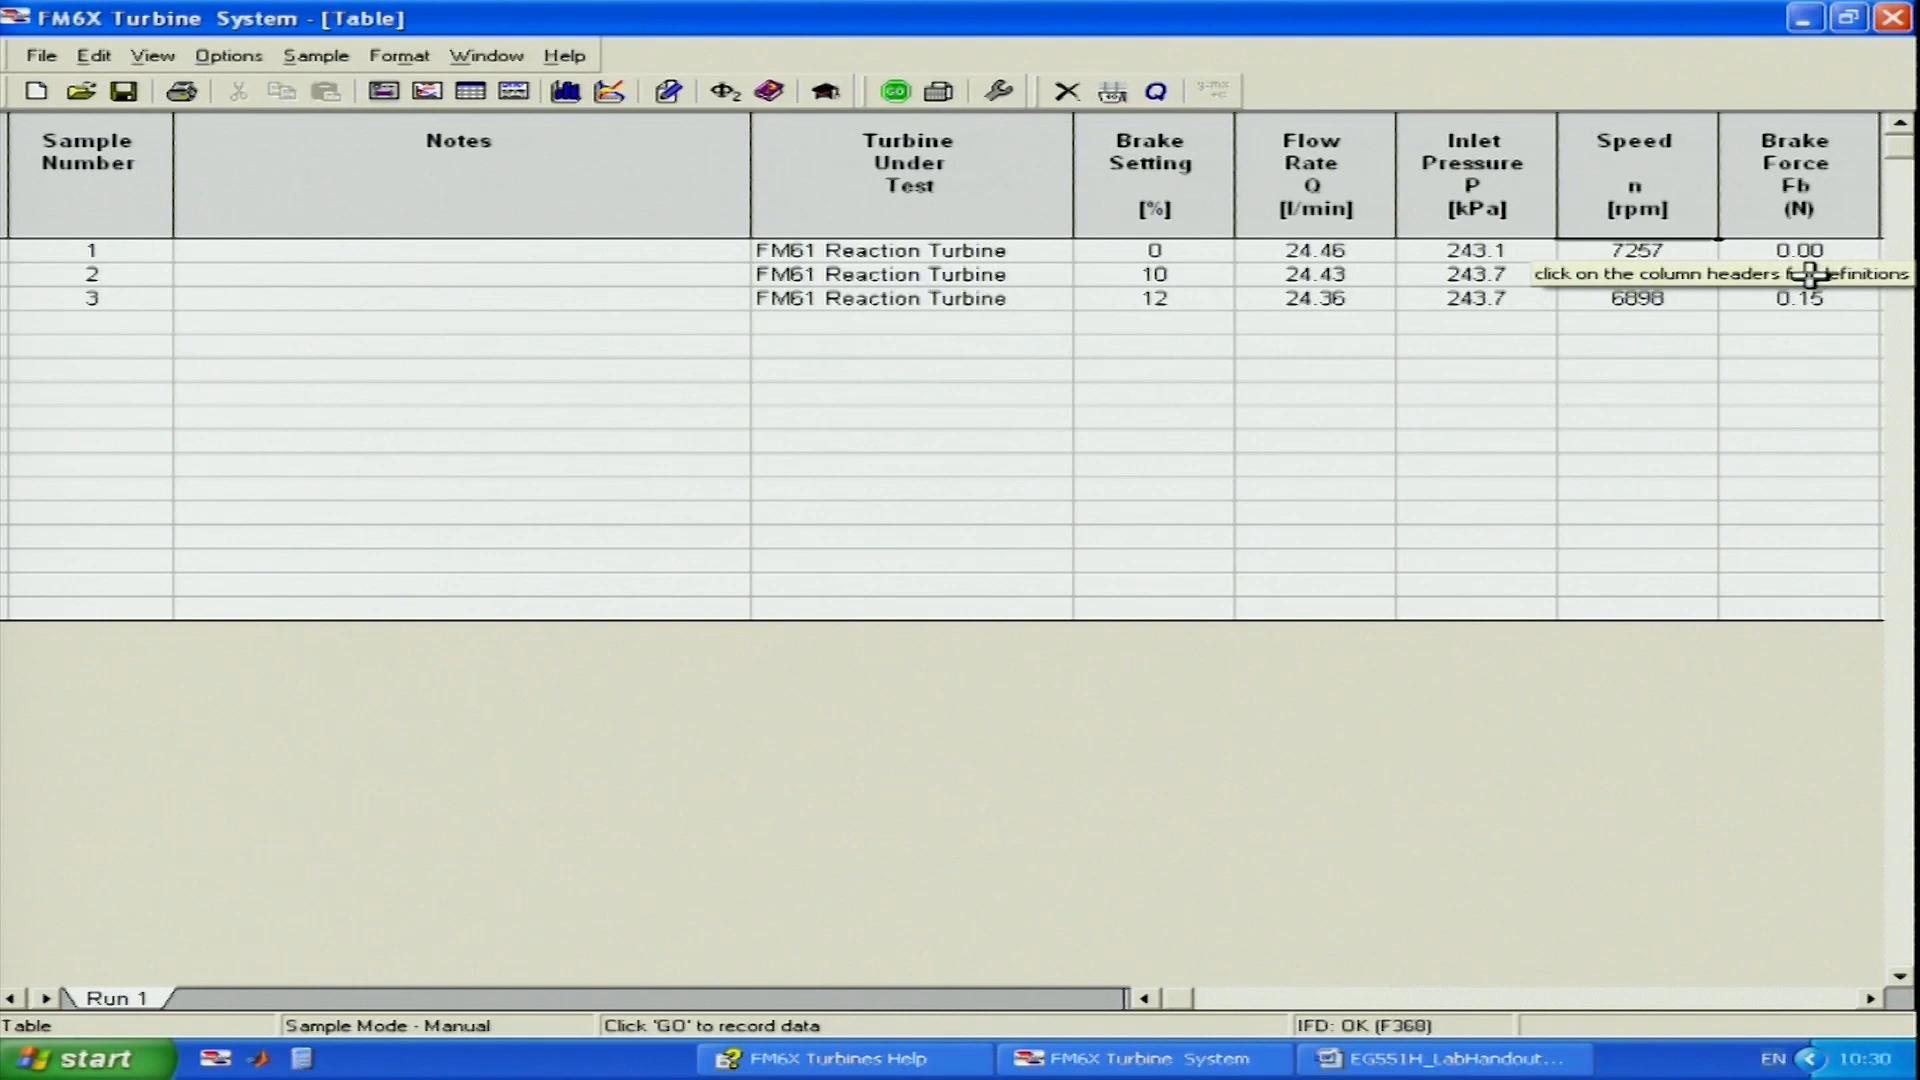 FM6X Turbine System - [Table]
File Edit View Options Sample Format Window Help
Sample Number
Notes
Turbine Under Test
Brake Setting [%]
Flow Rate Q [l/min]
Inlet Pressure P [kPa]
Speed n [rpm]
Brake Force Fb (N)
1 FM61 Reaction Turbine 0 24.46 243.1 7257 0.00
2 FM61 Reaction Turbine 10 24.43 243.7
click on the column headers
3 FM61 Reaction Turbine 12 24.36 243.7 6898 0.15
Run 1
Table Sample Mode - Manual Click 'GO' to record data IFD: OK (F368)
start FM6X Turbines Help FM6X Turbine System EG551H_LabHandout... EN 10:30